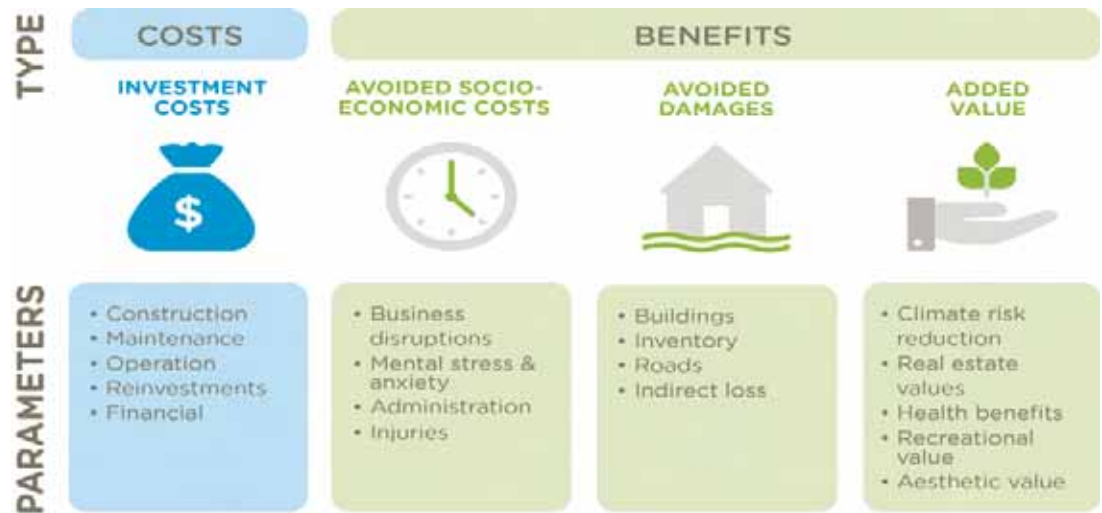 TYPE
COSTS
BENEFITS
INVESTMENT
COSTS
AVOIDED SOCIO-
ECONOMIC COSTS
AVOIDED
DAMAGES
ADDED
VALUE
$
PARAMETERS
• Construction
• Maintenance
• Operation
• Reinvestments
• Financial
• Business
disruptions
• Mental stress &
anxiety
• Administration
• Injuries
• Buildings
• Inventory
• Roads
• Indirect loss
• Climate risk
reduction
• Real estate
values
• Health benefits
• Recreational
value
• Aesthetic value